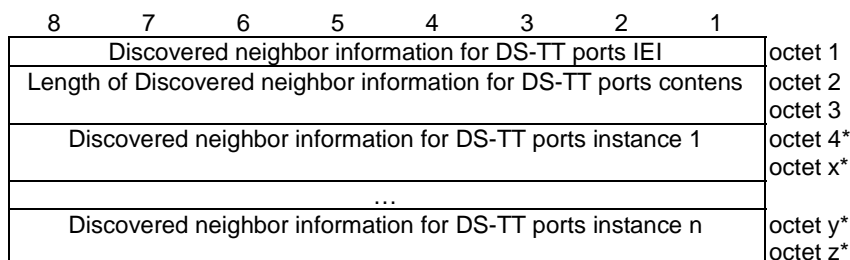 8 7 6 5 4 3 2 1
Discovered neighbor information for DS-TT ports IEI octet 1
Length of Discovered neighbor information for DS-TT ports contens octet 2
octet 3
Discovered neighbor information for DS-TT ports instance 1 octet 4*
octet x*
…
Discovered neighbor information for DS-TT ports instance n octet y*
octet z*